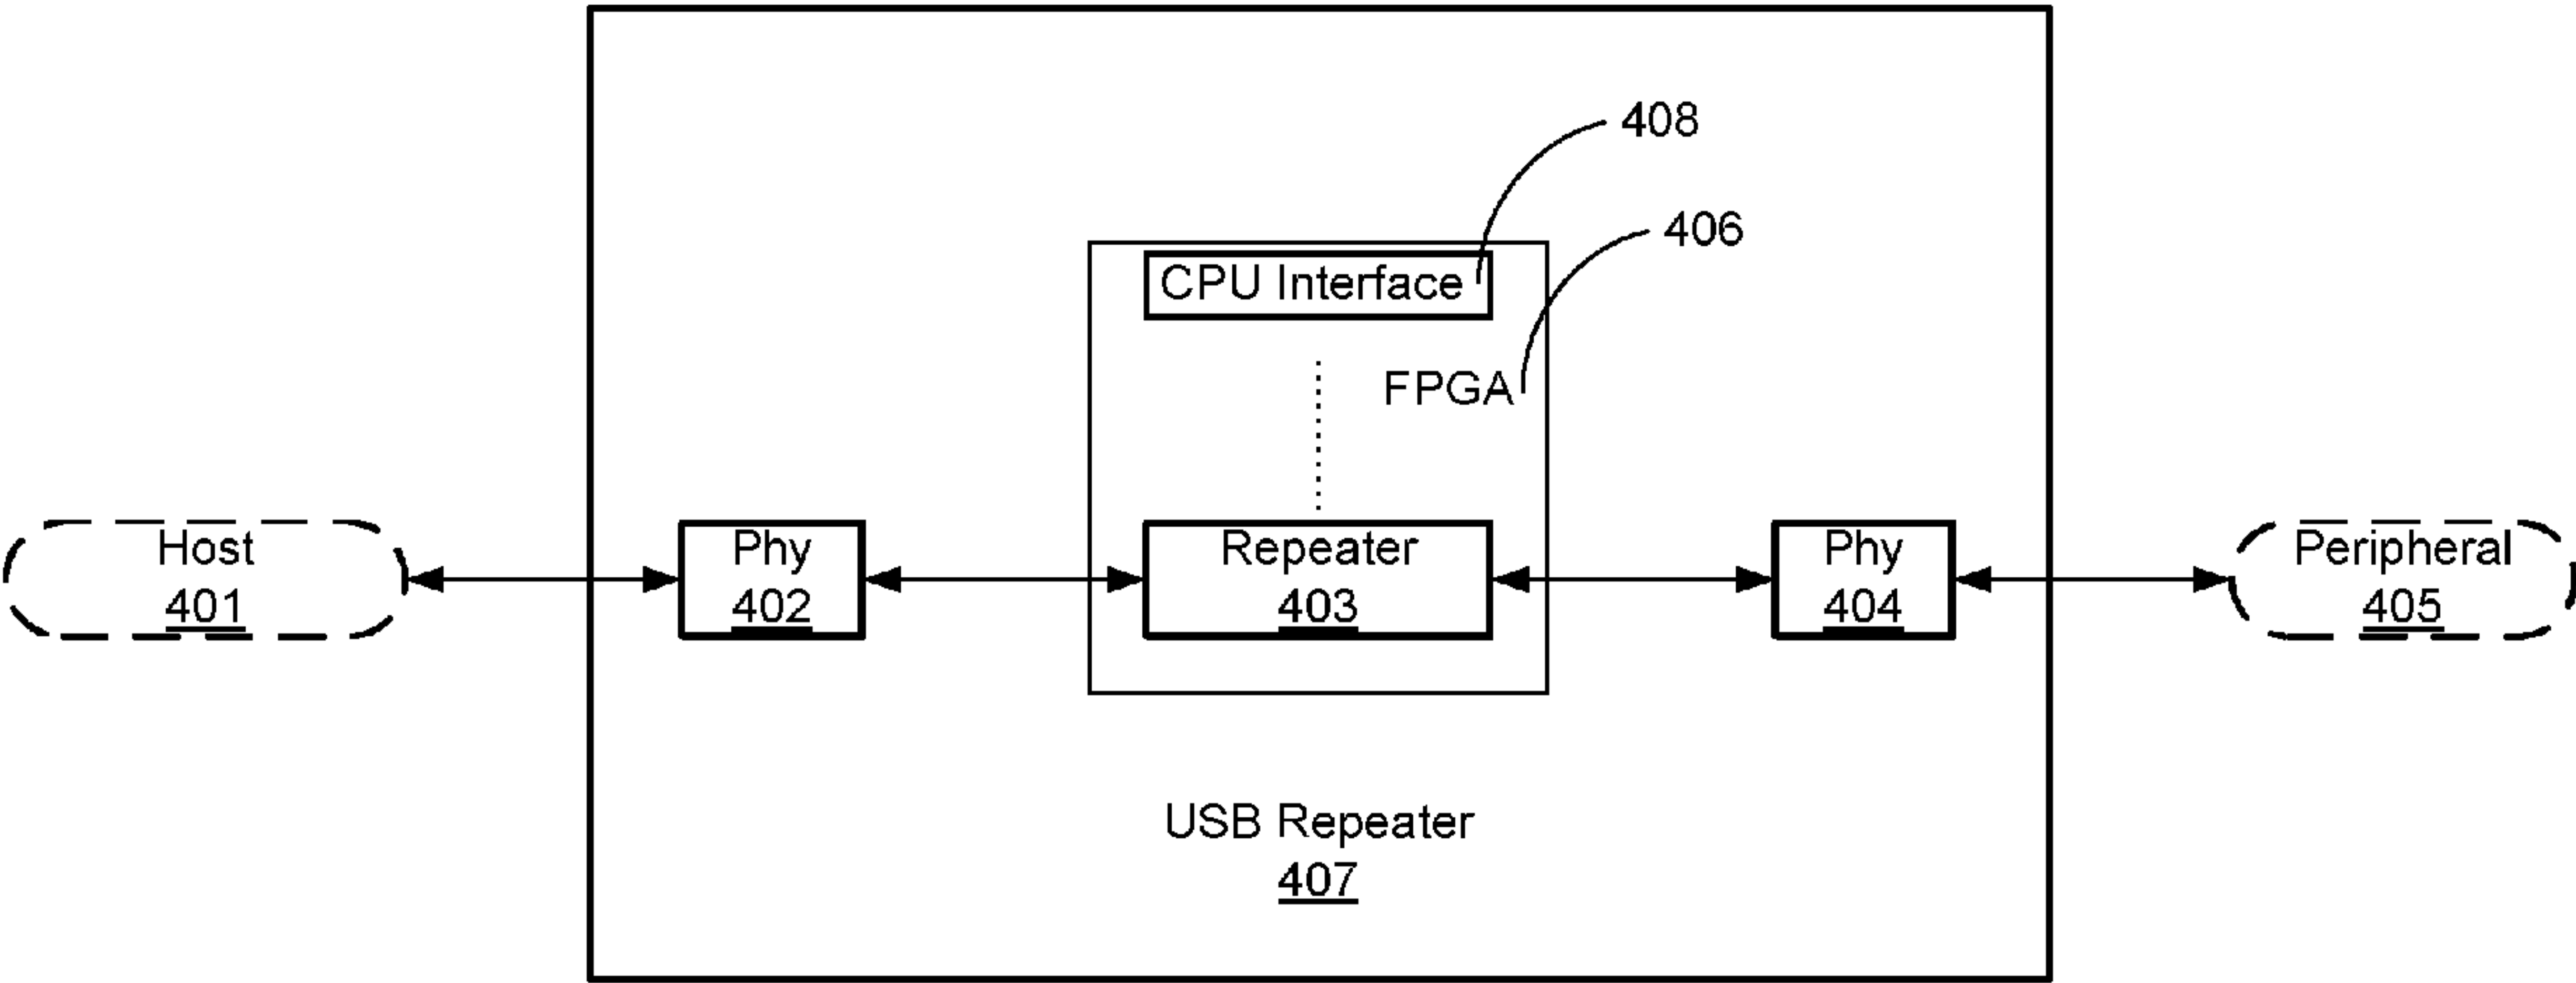 408
406
CPU Interface
FPGA
Host
401
Phy
402
Repeater
403
Phy
404
Peripheral
405
USB Repeater
407